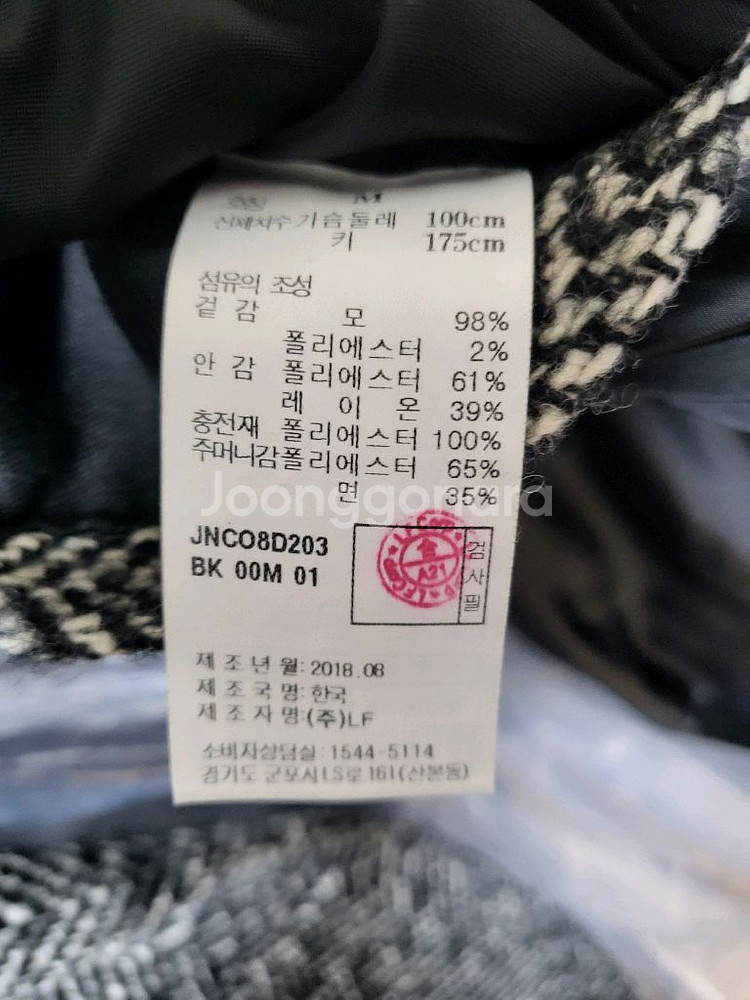 호칭 M
신체치수 가슴둘레 100cm
키 175cm
섬유의 조성
겉 감 모 98%
폴리에스터 2%
안 감 폴리에스터 61%
레 이 온 39%
충전재 폴리에스터 100%
주머니감 폴리에스터 65%
면 35%
Joonggonara
JNCO8D203
BK 00M 01
검사필
합
A21
제 조 년 월: 2018.08
제 조 국 명: 한국
제 조 자 명: (주)LF
소비자상담실: 1544-5114
경기도 군포시 LS로 161(산본동)